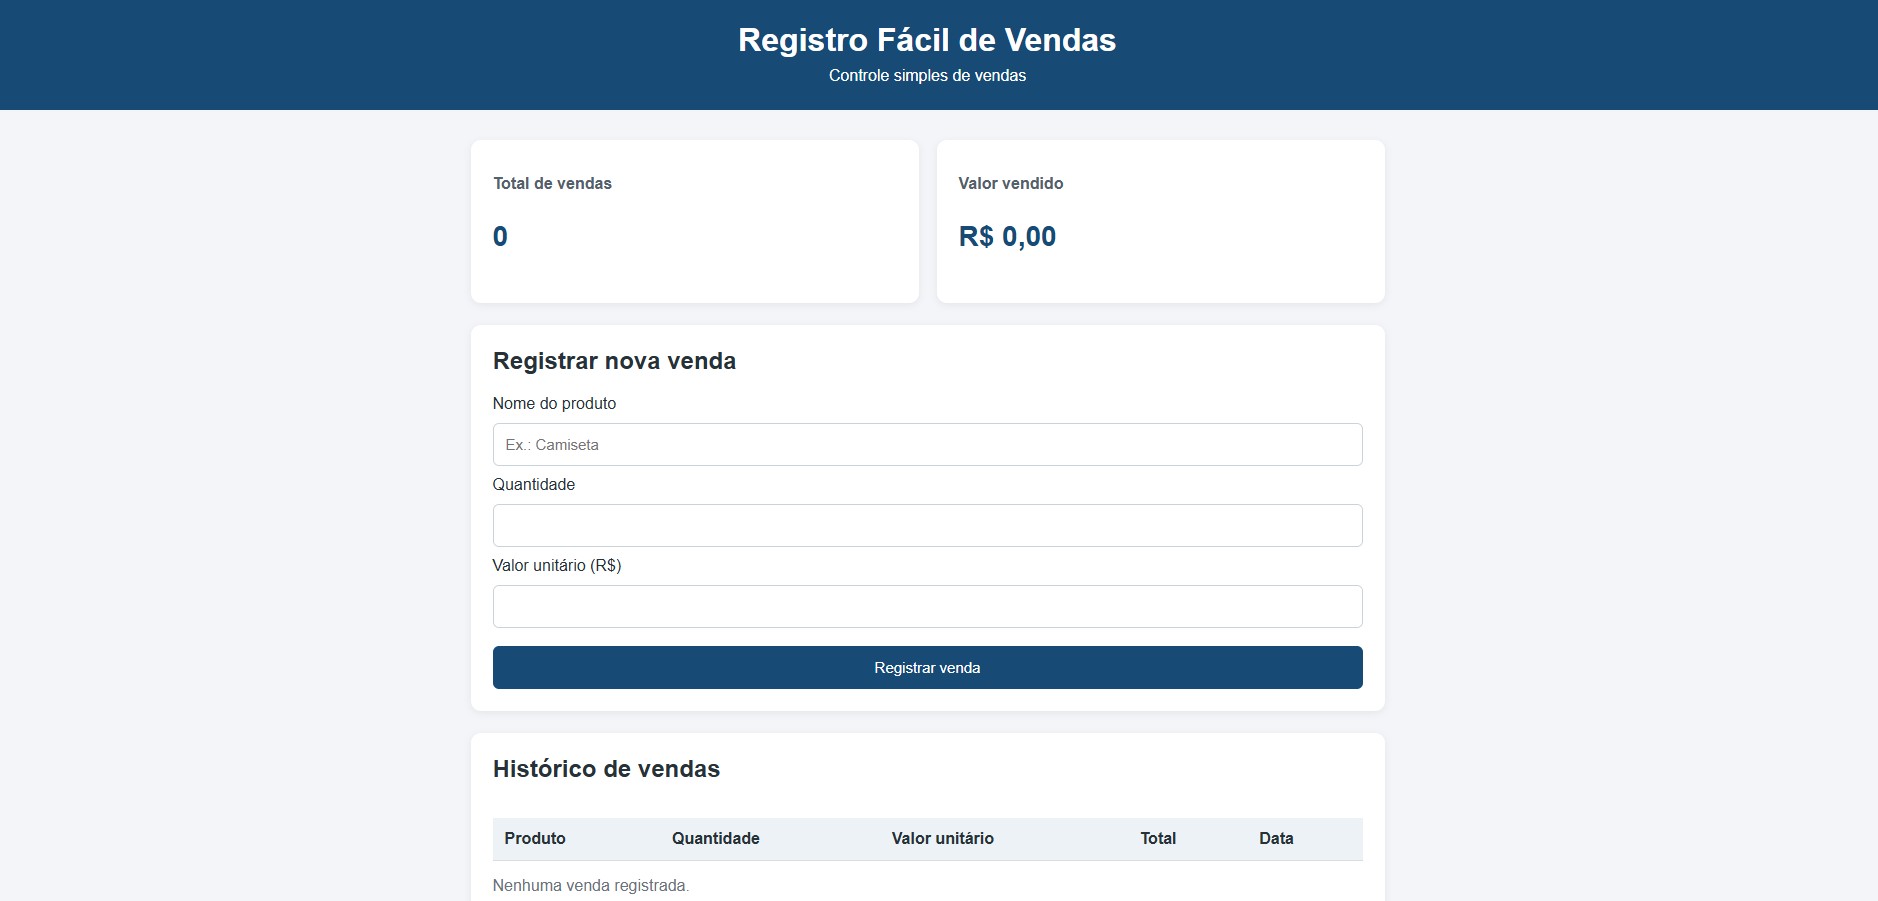 Registro Fácil de Vendas
Controle simples de vendas
Total de vendas
0
Valor vendido
R$ 0,00
Registrar nova venda
Nome do produto
Ex.: Camiseta
Quantidade
Valor unitário (R$)
Registrar venda
Histórico de vendas
Produto Quantidade Valor unitário Total Data
Nenhuma venda registrada.